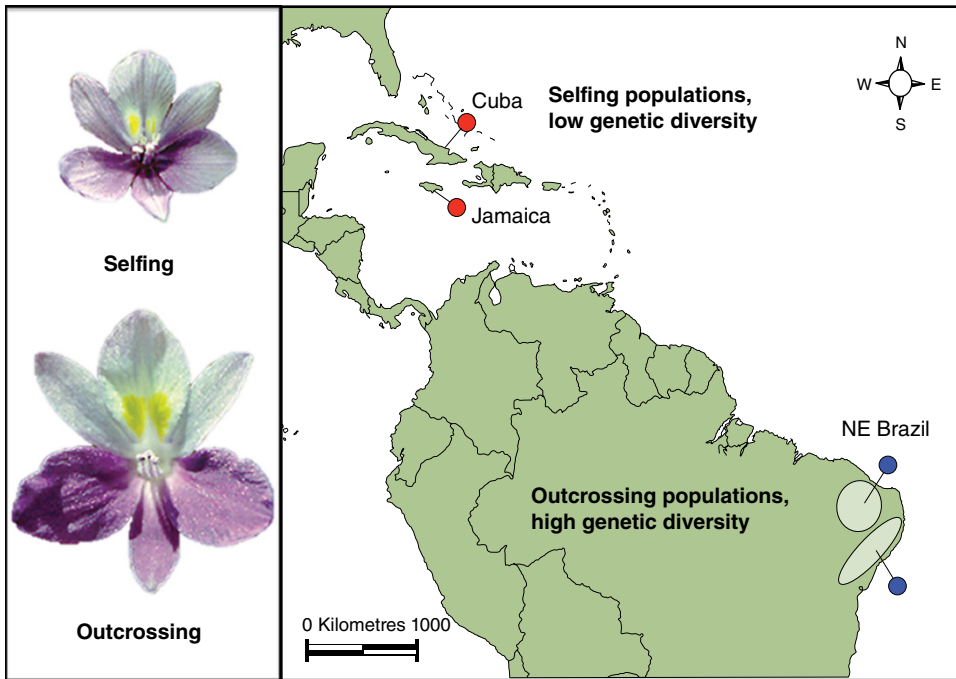 Selfing
Outcrossing
Cuba
Selfing populations,
low genetic diversity
N
W
E
S
Jamaica
NE Brazil
Outcrossing populations,
high genetic diversity
0 Kilometres 1000